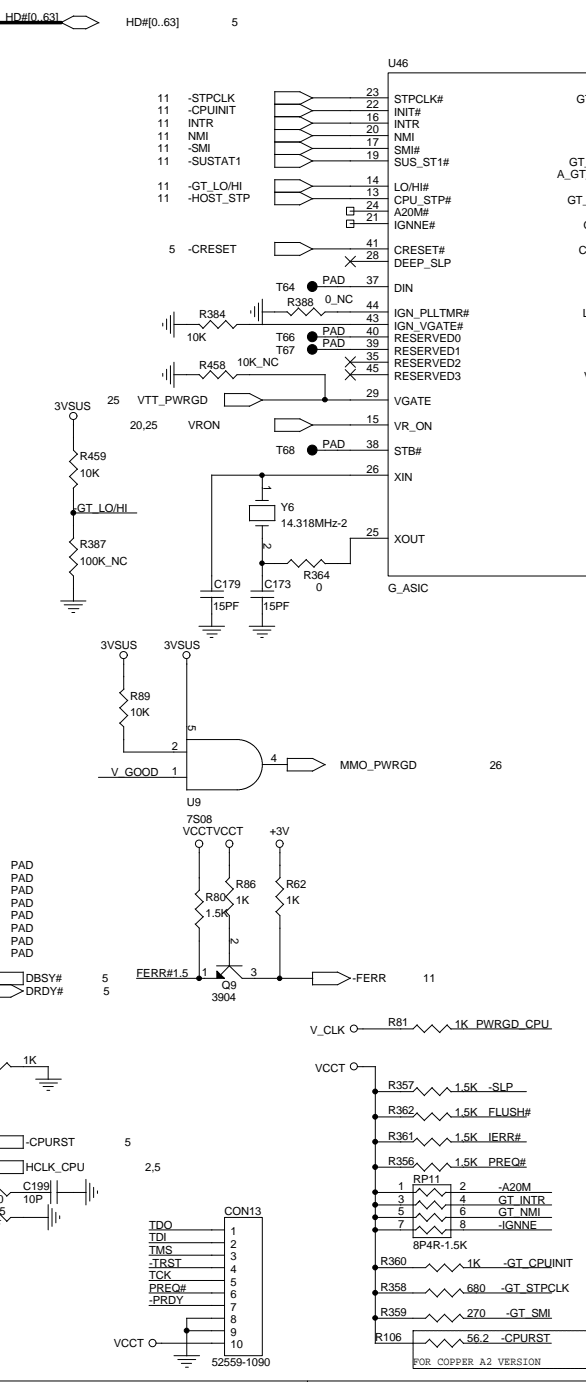 HD#[0..63] HD#[0..63] 5
U46
11 -STPCLK 23 STPCLK#
11 -CPUINIT 22 INIT#
11 INTR 16 INTR
11 NMI 20 NMI
11 -SMI 17 SMI#
11 -SUSTAT1 19 SUS_ST1#
11 -GT_LO/HI 14 LO/HI#
11 -HOST_STP 13 CPU_STP#
24 A20M#
21 IGNNE#
5 -CRESET 41 CRESET#
28 DEEP_SLP
T64 PAD 37 DIN
R388 0_NC 44 IGN_PLLTMR#
R384 10K 43 IGN_VGATE#
T66 PAD 40 RESERVED0
T67 PAD 39 RESERVED1
35 RESERVED2
45 RESERVED3
R458 10K_NC
25 VTT_PWRGD 29 VGATE
20,25 VRON 15 VR_ON
T68 PAD 38 STB#
26 XIN
25 XOUT
G_ASIC
GT
GT_
A_GT
GT_
3VSUS
R459
10K
-GT_LO/HI
R387
100K_NC
1
Y6
14.318MHz-2
2
R364
0
C179
15PF
C173
15PF
3VSUS 3VSUS
R89
10K
5
2
V_GOOD 1
4 MMO_PWRGD 26
U9
7S08
VCCT VCCT +3V
R80
1.5K
R86
1K
R62
1K
2
FERR#1.5 1 3 -FERR 11
Q9
3904
PAD
PAD
PAD
PAD
PAD
PAD
PAD
PAD
DBSY# 5
DRDY# 5
1K
-CPURST 5
HCLK_CPU 2,5
C199
10P
V_CLK R81 1K PWRGD_CPU
VCCT
R357 1.5K -SLP
R362 1.5K FLUSH#
R361 1.5K IERR#
R356 1.5K PREQ#
RP11
1 2 -A20M
3 4 GT_INTR
5 6 GT_NMI
7 8 -IGNNE
8P4R-1.5K
R360 1K -GT_CPUINIT
R358 680 -GT_STPCLK
R359 270 -GT_SMI
R106 56.2 -CPURST
FOR COPPER A2 VERSION
CON13
TDO 1
TDI 2
TMS 3
-TRST 4
TCK 5
PREQ# 6
-PRDY 7
8
9
VCCT 10
52559-1090